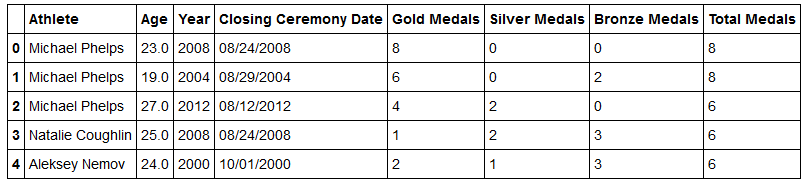 Athlete Age Year Closing Ceremony Date Gold Medals Silver Medals Bronze Medals Total Medals
0 Michael Phelps 23.0 2008 08/24/2008 8 0 0 8
1 Michael Phelps 19.0 2004 08/29/2004 6 0 2 8
2 Michael Phelps 27.0 2012 08/12/2012 4 2 0 6
3 Natalie Coughlin 25.0 2008 08/24/2008 1 2 3 6
4 Aleksey Nemov 24.0 2000 10/01/2000 2 1 3 6